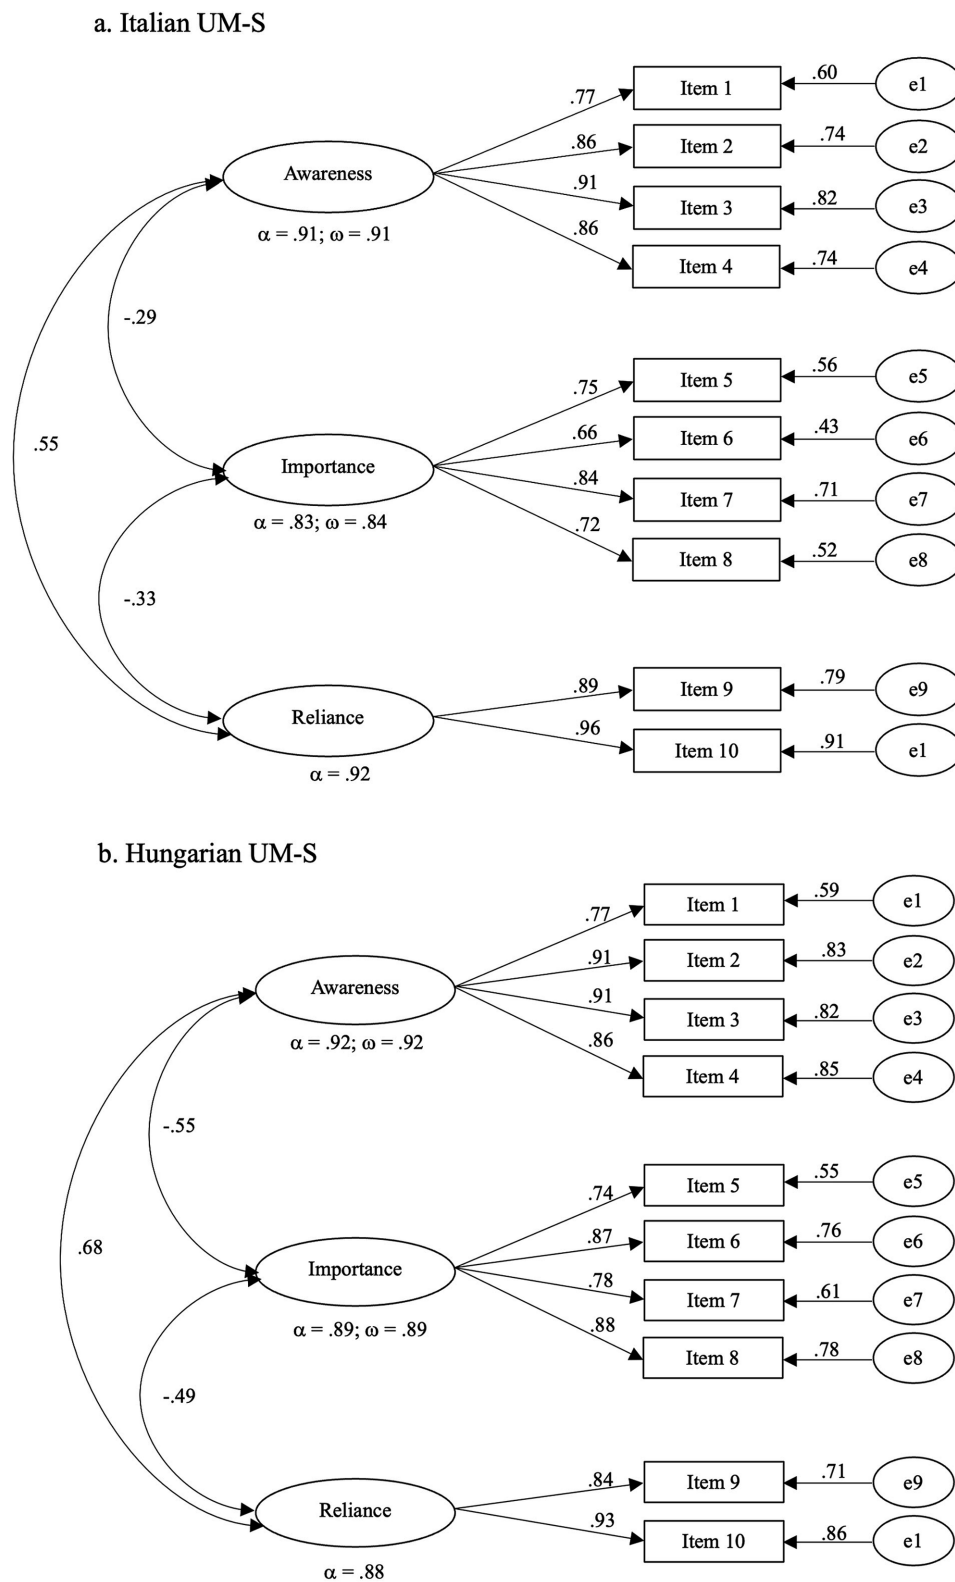 a. Italian UM-S
.77
Item 1
.60
e1
.86
Item 2
.74
e2
Awareness
.91
Item 3
.82
e3
α = .91; ω = .91
.86
Item 4
.74
e4
-.29
.55
.75
Item 5
.56
e5
.66
Item 6
.43
e6
Importance
.84
Item 7
.71
e7
α = .83; ω = .84
.72
Item 8
.52
e8
-.33
.89
Item 9
.79
e9
Reliance
.96
Item 10
.91
e1
α = .92
b. Hungarian UM-S
.77
Item 1
.59
e1
.91
Item 2
.83
e2
Awareness
.91
Item 3
.82
e3
α = .92; ω = .92
.86
Item 4
.85
e4
-.55
.68
.74
Item 5
.55
e5
.87
Item 6
.76
e6
Importance
.78
Item 7
.61
e7
α = .89; ω = .89
.88
Item 8
.78
e8
-.49
.84
Item 9
.71
e9
Reliance
.93
Item 10
.86
e1
α = .88